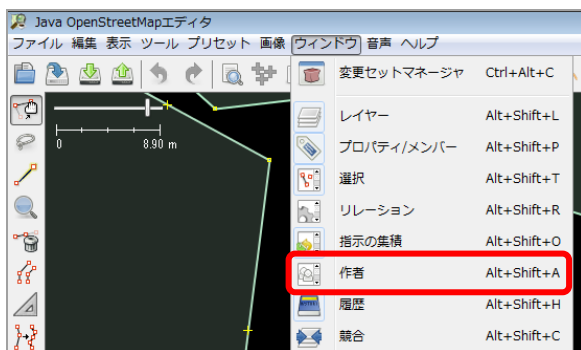 Java OpenStreetMapエディタ
ファイル 編集 表示 ツール プリセット 画像 ウィンドウ 音声 ヘルプ
変更セットマネージャ Ctrl+Alt+C
レイヤー Alt+Shift+L
0 8.90 m
プロパティ/メンバー Alt+Shift+P
選択 Alt+Shift+T
リレーション Alt+Shift+R
指示の集積 Alt+Shift+O
作者 Alt+Shift+A
履歴 Alt+Shift+H
競合 Alt+Shift+C